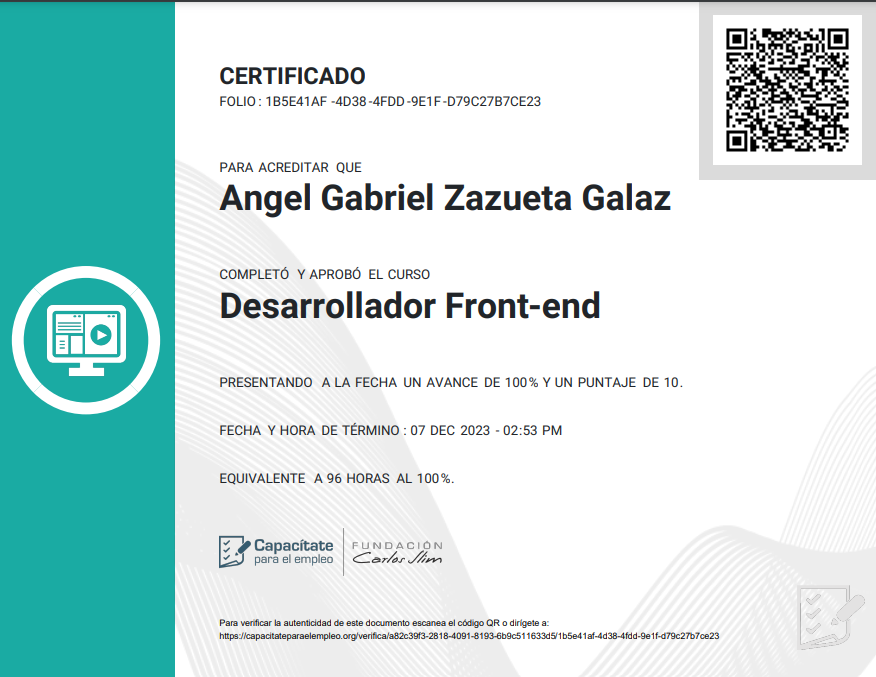 CERTIFICADO
FOLIO : 1B5E41AF -4D38 -4FDD -9E1F -D79C27B7CE23
PARA ACREDITAR QUE
Angel Gabriel Zazueta Galaz
COMPLETÓ Y APROBÓ EL CURSO
Desarrollador Front-end
PRESENTANDO A LA FECHA UN AVANCE DE 100% Y UN PUNTAJE DE 10.
FECHA Y HORA DE TÉRMINO : 07 DEC 2023 - 02:53 PM
EQUIVALENTE A 96 HORAS AL 100%.
Capacítate
para el empleo
FUNDACIÓN
Carlos Slim
Para verificar la autenticidad de este documento escanea el código QR o dirígete a:
https://capacitateparaelempleo.org/verifica/a82c39f3-2818-4091-8193-6b9c511633d5/1b5e41af-4d38-4fdd-9e1f-d79c27b7ce23